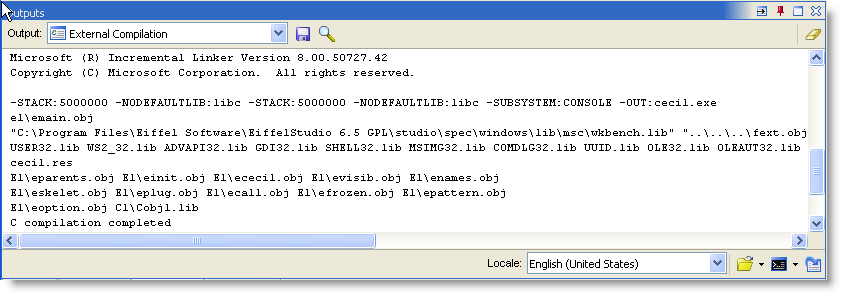 Outputs
Output: External Compilation
Microsoft (R) Incremental Linker Version 8.00.50727.42
Copyright (C) Microsoft Corporation.  All rights reserved.
-STACK:5000000 -NODEFAULTLIB:libc -STACK:5000000 -NODEFAULTLIB:libc -SUBSYSTEM:CONSOLE -OUT:cecil.exe
e1\emain.obj
"C:\Program Files\Eiffel Software\EiffelStudio 6.5 GPL\studio\spec\windows\lib\msc\wkbench.lib" "..\..\..\fext.obj
USER32.lib WS2_32.lib ADVAPI32.lib GDI32.lib SHELL32.lib MSIMG32.lib COMDLG32.lib UUID.lib OLE32.lib OLEAUT32.lib
cecil.res
E1\eparents.obj E1\einit.obj E1\ececil.obj E1\evisib.obj E1\enames.obj
E1\eskelet.obj E1\eplug.obj E1\ecall.obj E1\efrozen.obj E1\epattern.obj
E1\eoption.obj C1\Cobj1.lib
C compilation completed
Locale: English (United States)